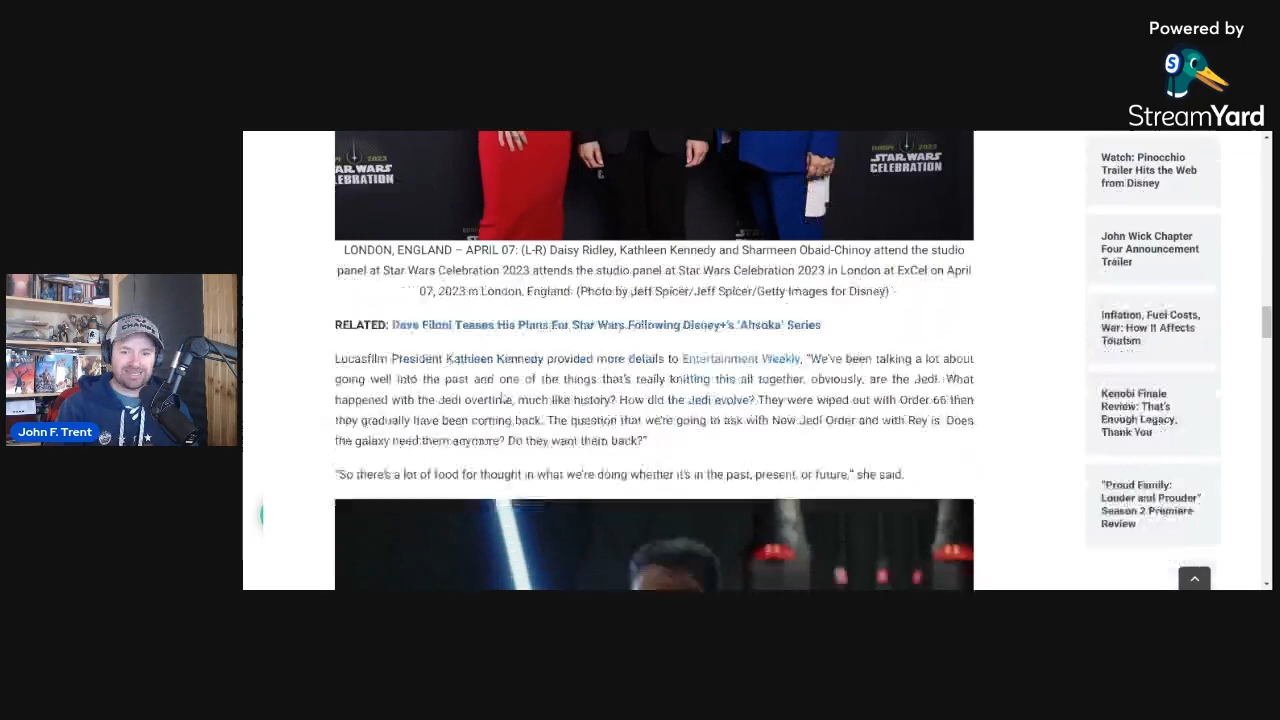 Powered by
StreamYard
AR.WARS
LEBRATION
EUROPE 2023
STAR.WARS
CELEBRATION
LONDON, ENGLAND – APRIL 07: (L-R) Daisy Ridley, Kathleen Kennedy and Sharmeen Obaid-Chinoy attend the studio
panel at Star Wars Celebration 2023 attends the studio panel at Star Wars Celebration 2023 in London at ExCel on April
07, 2023 in London, England. (Photo by Jeff Spicer/Jeff Spicer/Getty Images for Disney)
RELATED: Dave Filoni Teases His Plans For Star Wars Following Disney+'s 'Ahsoka' Series
Lucasfilm President Kathleen Kennedy provided more details to Entertainment Weekly, "We've been talking a lot about
going well into the past and one of the things that's really knitting this all together, obviously, are the Jedi. What
happened with the Jedi overtime, much like history? How did the Jedi evolve? They were wiped out with Order 66 then
they gradually have been coming back. The question that we're going to ask with New Jedi Order and with Rey is: Does
the galaxy need them anymore? Do they want them back?"
"So there's a lot of food for thought in what we're doing whether it's in the past, present, or future," she said.
Watch: Pinocchio
Trailer Hits the Web
from Disney
John Wick Chapter
Four Announcement
Trailer
Inflation, Fuel Costs,
War: How It Affects
Tourism
Kenobi Finale
Review: That's
Enough Legacy,
Thank You
"Proud Family:
Louder and Prouder"
Season 2 Premiere
Review
John F. Trent